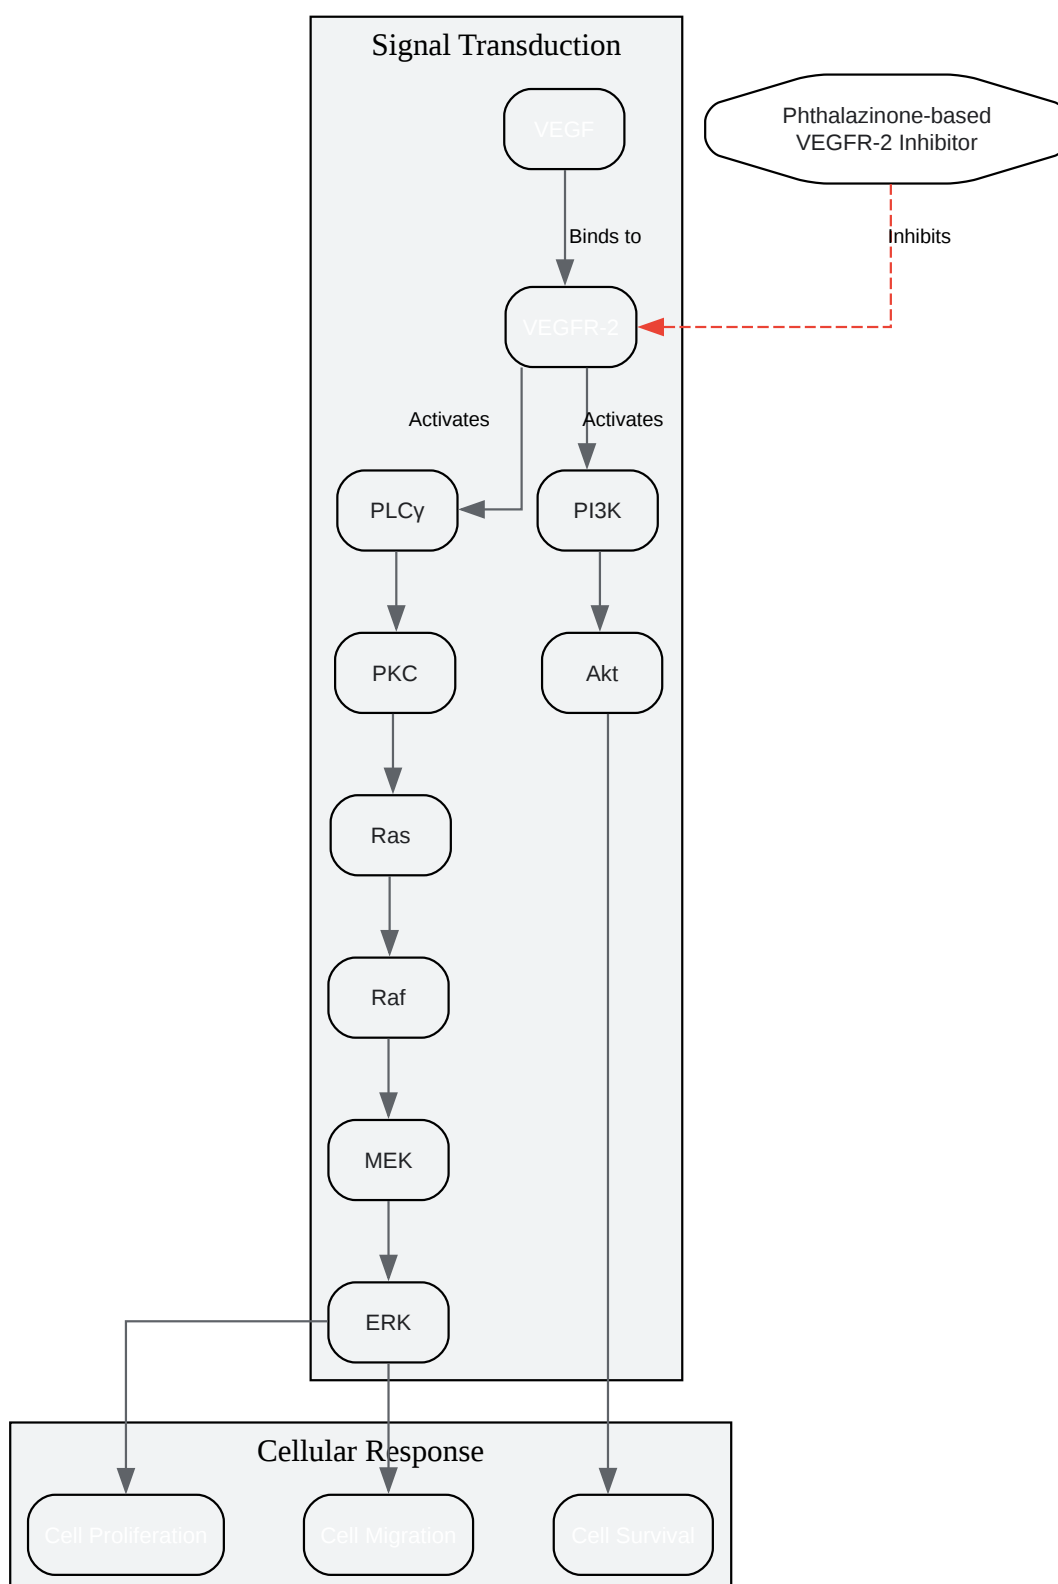 Signal Transduction
VEGF
Phthalazinone-based
VEGFR-2 Inhibitor
Binds to
Inhibits
VEGFR-2
Activates
Activates
PLCγ
PI3K
PKC
Akt
Ras
Raf
MEK
ERK
Cellular Response
Cell Proliferation
Cell Migration
Cell Survival